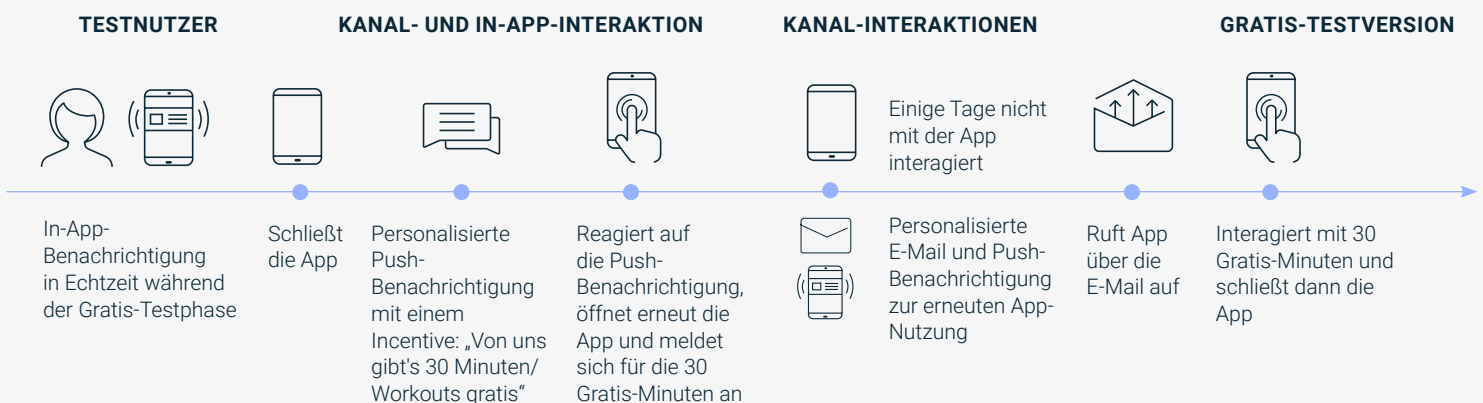 TESTNUTZER
KANAL- UND IN-APP-INTERAKTION
KANAL-INTERAKTIONEN
GRATIS-TESTVERSION
In-App-
Benachrichtigung
in Echtzeit während
der Gratis-Testphase
Schließt
die App
Personalisierte
Push-
Benachrichtigung
mit einem
Incentive: „Von uns
gibt's 30 Minuten/
Workouts gratis“
Reagiert auf
die Push-
Benachrichtigung,
öffnet erneut die
App und meldet
sich für die 30
Gratis-Minuten an
Einige Tage nicht
mit der App
interagiert
Personalisierte
E-Mail und Push-
Benachrichtigung
zur erneuten App-
Nutzung
Ruft App
über die
E-Mail auf
Interagiert mit 30
Gratis-Minuten und
schließt dann die
App